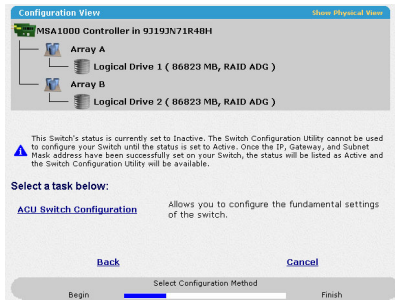 Configuration View
Show Physical View
MSA1000 Controller in 9J19JN71R48H
Array A
Logical Drive 1 ( 86823 MB, RAID ADG )
Array B
Logical Drive 2 ( 86823 MB, RAID ADG )
This Switch's status is currently set to Inactive. The Switch Configuration Utility cannot be used
to configure your Switch until the status is set to Active. Once the IP, Gateway, and Subnet
Mask address have been successfully set on your Switch, the status will be listed as Active and
the Switch Configuration Utility will be available.
Select a task below:
ACU Switch Configuration
Allows you to configure the fundamental settings
of the switch.
Back
Cancel
Select Configuration Method
Begin
Finish